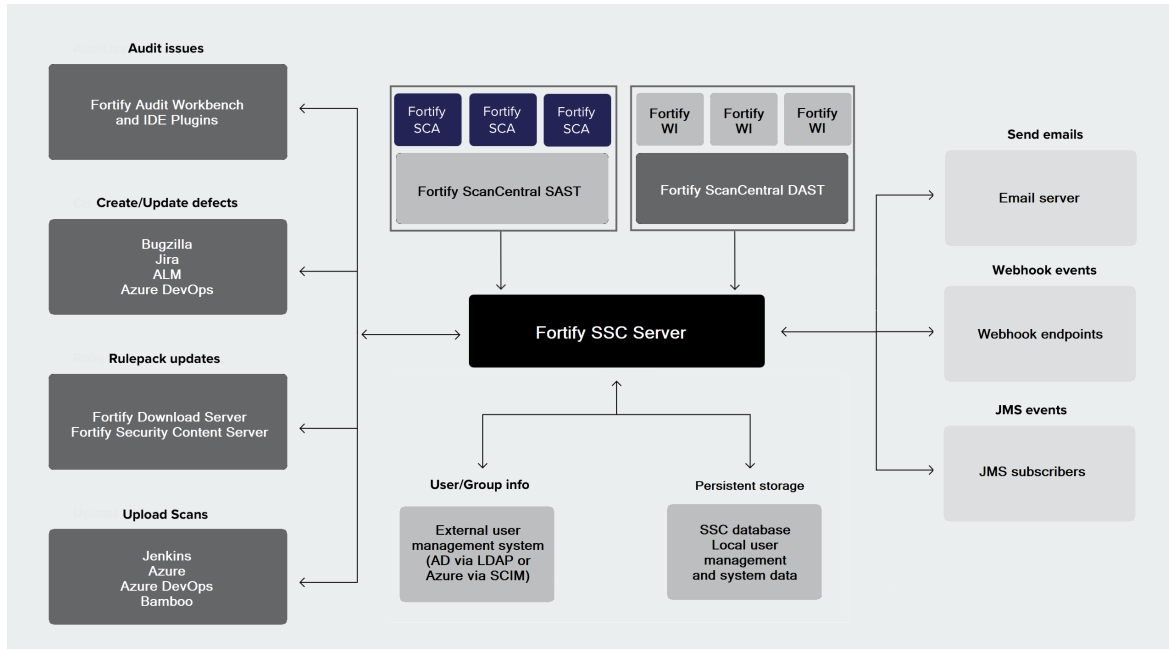 Audit issues
Fortify Audit Workbench
and IDE Plugins
Create/Update defects
Bugzilla
Jira
ALM
Azure DevOps
Rulepack updates
Fortify Download Server
Fortify Security Content Server
Upload Scans
Jenkins
Azure
Azure DevOps
Bamboo
Fortify
SCA
Fortify
SCA
Fortify
SCA
Fortify ScanCentral SAST
Fortify
WI
Fortify
WI
Fortify
WI
Fortify ScanCentral DAST
Fortify SSC Server
User/Group info
External user
management system
(AD via LDAP or
Azure via SCIM)
Persistent storage
SSC database
Local user
management
and system data
Send emails
Email server
Webhook events
Webhook endpoints
JMS events
JMS subscribers